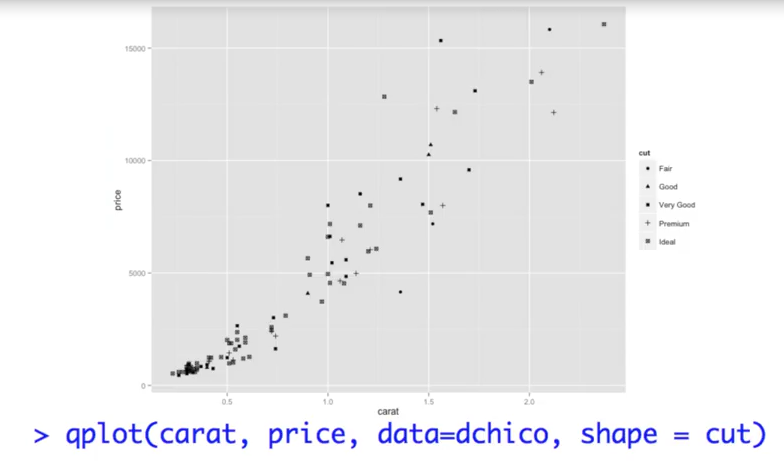 15000
10000
5000
0
price
0.5
1.0
1.5
2.0
carat
cut
Fair
Good
Very Good
Premium
Ideal
> qplot(carat, price, data=dchico, shape = cut)